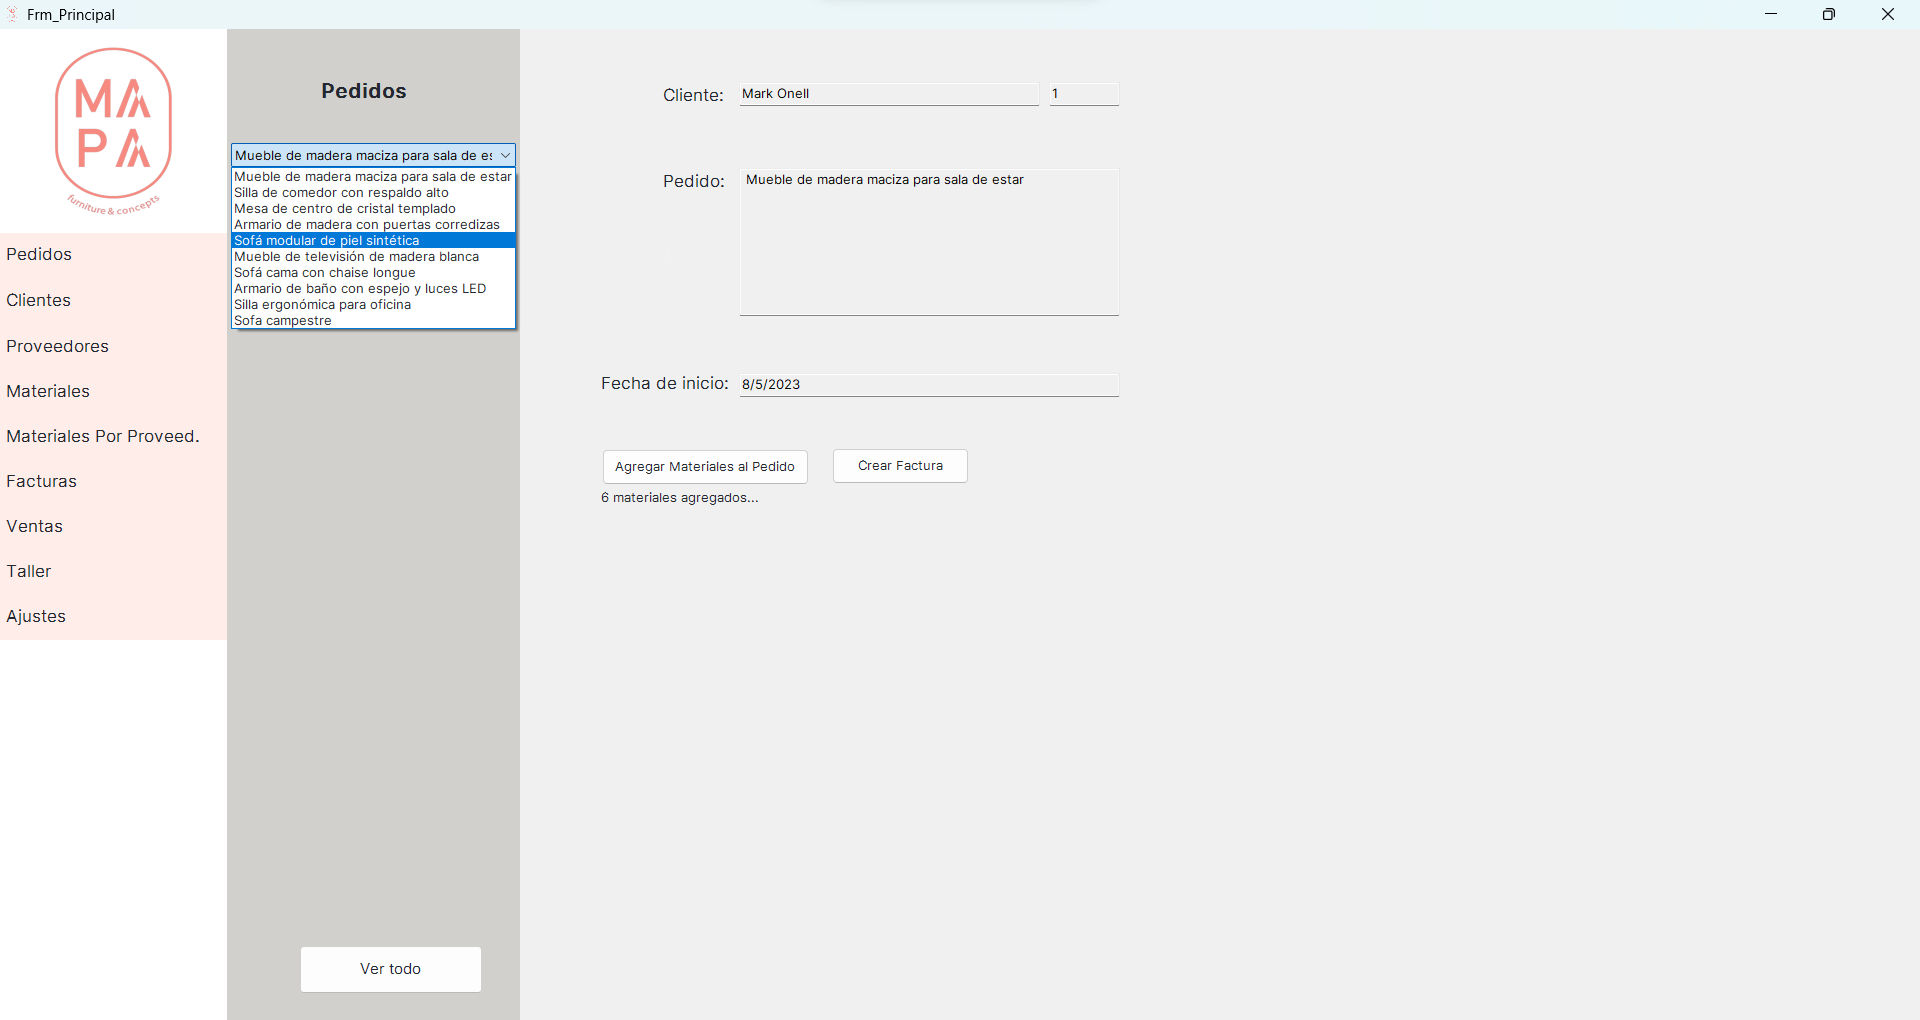 Frm_Principal
MA
PA
furniture & concepts
Pedidos
Clientes
Proveedores
Materiales
Materiales Por Proveed.
Facturas
Ventas
Taller
Ajustes
Pedidos
Mueble de madera maciza para sala de es
Mueble de madera maciza para sala de estar
Silla de comedor con respaldo alto
Mesa de centro de cristal templado
Armario de madera con puertas corredizas
Sofá modular de piel sintética
Mueble de televisión de madera blanca
Sofá cama con chaise longue
Armario de baño con espejo y luces LED
Silla ergonómica para oficina
Sofa campestre
Ver todo
Cliente: Mark Onell 1
Pedido: Mueble de madera maciza para sala de estar
Fecha de inicio: 8/5/2023
Agregar Materiales al Pedido Crear Factura
6 materiales agregados...